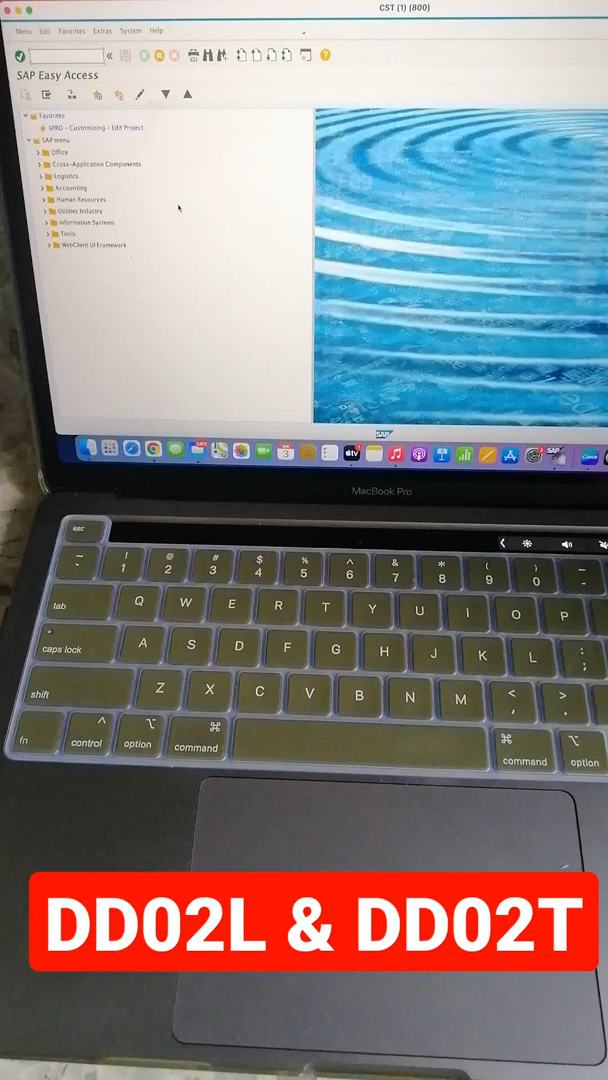 CST (1) (800)
Menu Edit Favorites Extras System Help
SAP Easy Access
Favorites
SPRO - Customizing - Edit Project
SAP menu
Office
Cross-Application Components
Logistics
Accounting
Human Resources
Utilities Industry
Information Systems
Tools
WebClient UI Framework
SAP
MacBook Pro
esc
! @ # $ % ^ & * ( ) _
1 2 3 4 5 6 7 8 9 0 -
tab Q W E R T Y U I O P
caps lock A S D F G H J K L : ;
shift Z X C V B N M < , > .
fn control option command command option
DD02L & DD02T